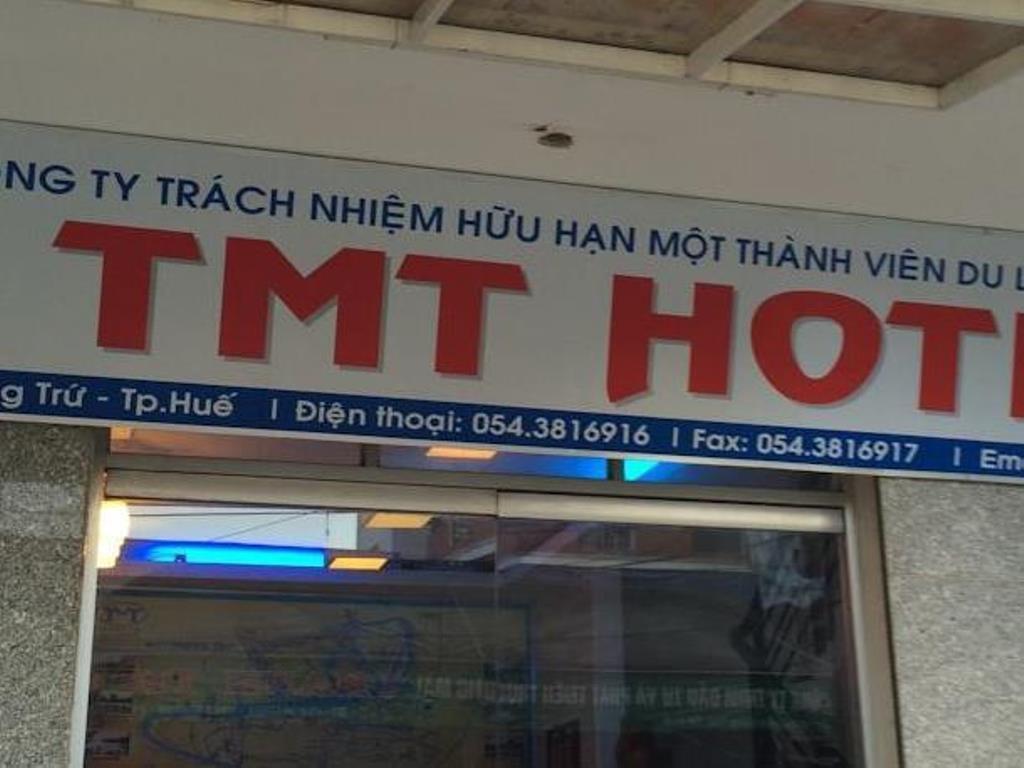 NG TY TRÁCH NHIỆM HỮU HẠN MỘT THÀNH VIÊN DU L
TMT HOT
g Trứ - Tp.Huế | Điện thoại: 054.3816916 | Fax: 054.3816917 | Ema